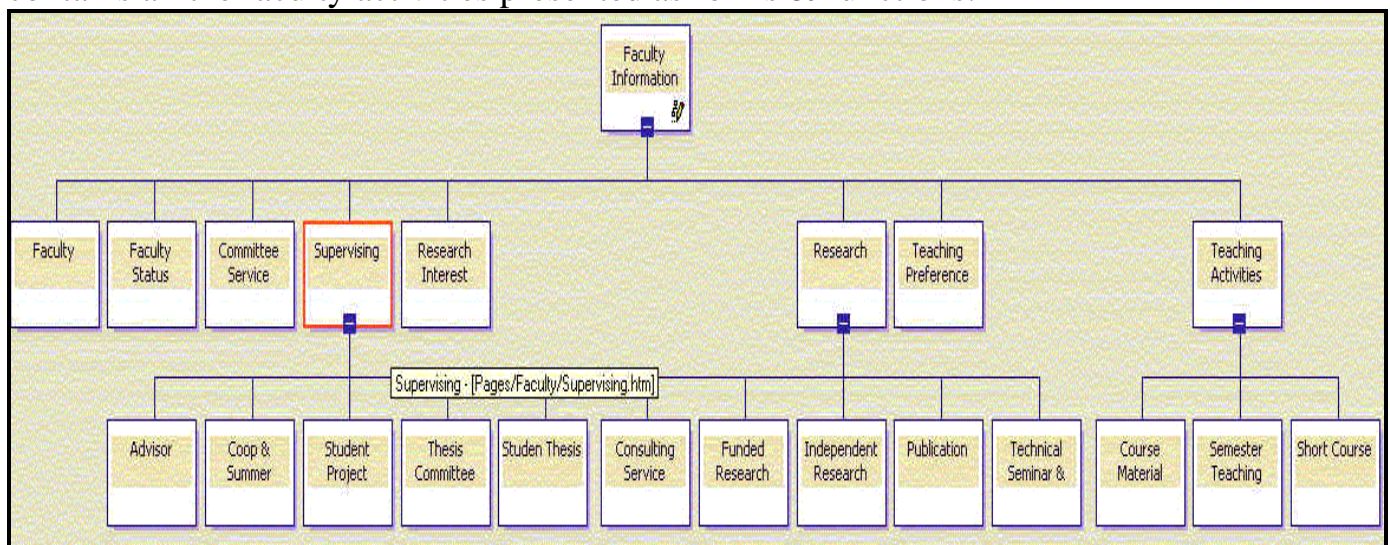 Faculty
Information
Faculty
Faculty
Status
Committee
Service
Supervising
Research
Interest
Research
Teaching
Preference
Teaching
Activities
Supervising - [Pages/Faculty/Supervising.htm]
Advisor
Coop &
Summer
Student
Project
Thesis
Committee
Studen Thesis
Consulting
Service
Funded
Research
Independent
Research
Publication
Technical
Seminar &
Course
Material
Semester
Teaching
Short Course